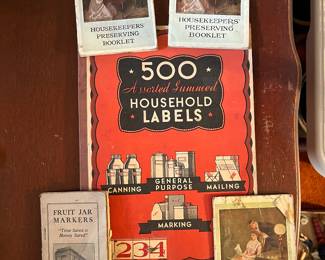 HOUSEKEEPERS'
PRESERVING
BOOKLET
HOUSEKEEPERS'
PRESERVING
BOOKLET
500
Assorted Gummed
HOUSEHOLD
LABELS
CANNING
GENERAL
PURPOSE
MAILING
MARKING
FRUIT JAR
MARKERS
"Time Saved is
Money Saved"
234